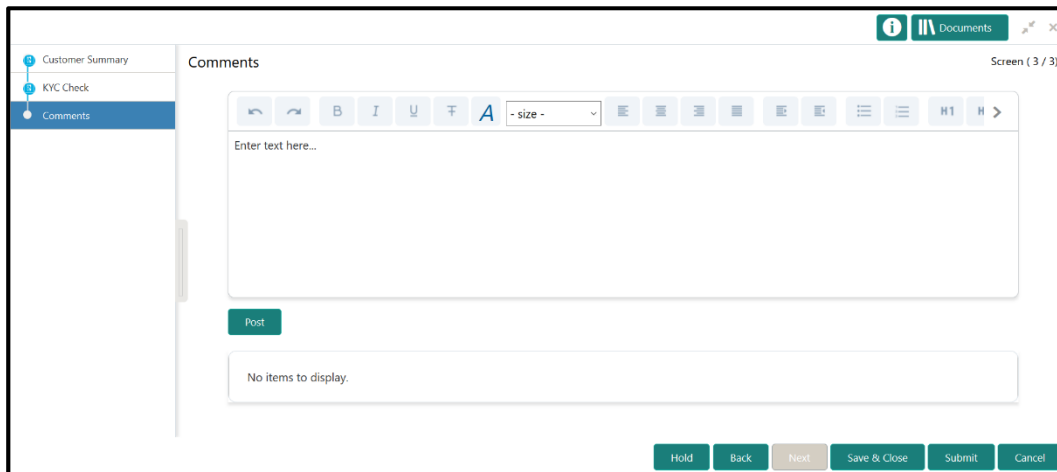 Documents
Customer Summary
KYC Check
Comments
Comments
Screen ( 3 / 3)
B I U T A - size - H1 H
Enter text here...
Post
No items to display.
Hold Back Next Save & Close Submit Cancel